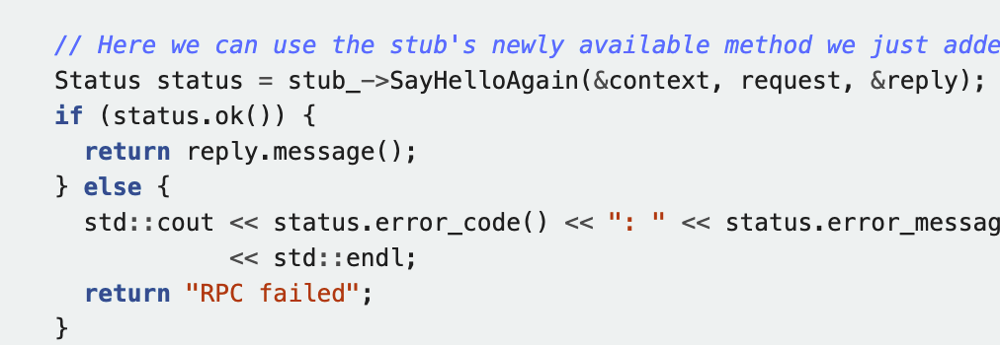 // Here we can use the stub's newly available method we just adde
Status status = stub_->SayHelloAgain(&context, request, &reply);
if (status.ok()) {
  return reply.message();
} else {
  std::cout << status.error_code() << ": " << status.error_messag
            << std::endl;
  return "RPC failed";
}